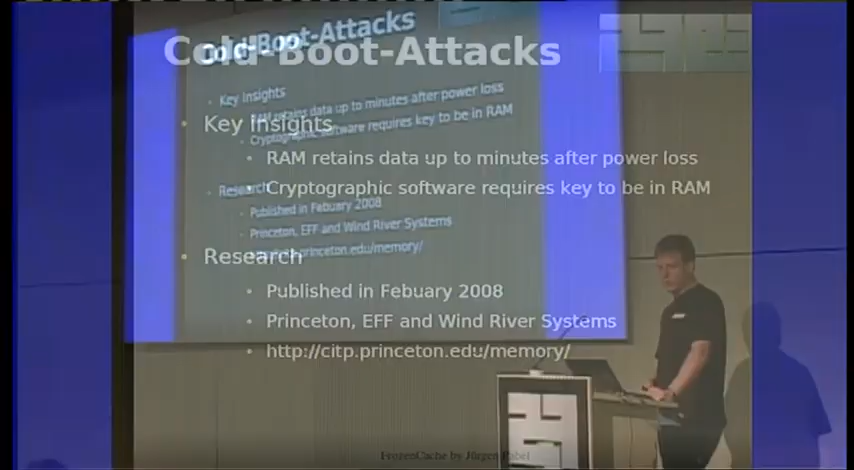 Cold-Boot-Attacks
Key Insights
RAM retains data up to minutes after power loss
Cryptographic software requires key to be in RAM
Research
Published in Febuary 2008
Princeton, EFF and Wind River Systems
http://citp.princeton.edu/memory/
Cold-Boot-Attacks
Key Insights
RAM retains data up to minutes after power loss
Cryptographic software requires key to be in RAM
Research
Published in Febuary 2008
Princeton, EFF and Wind River Systems
http://citp.princeton.edu/memory/
FrozenCache by Jürgen Pabel